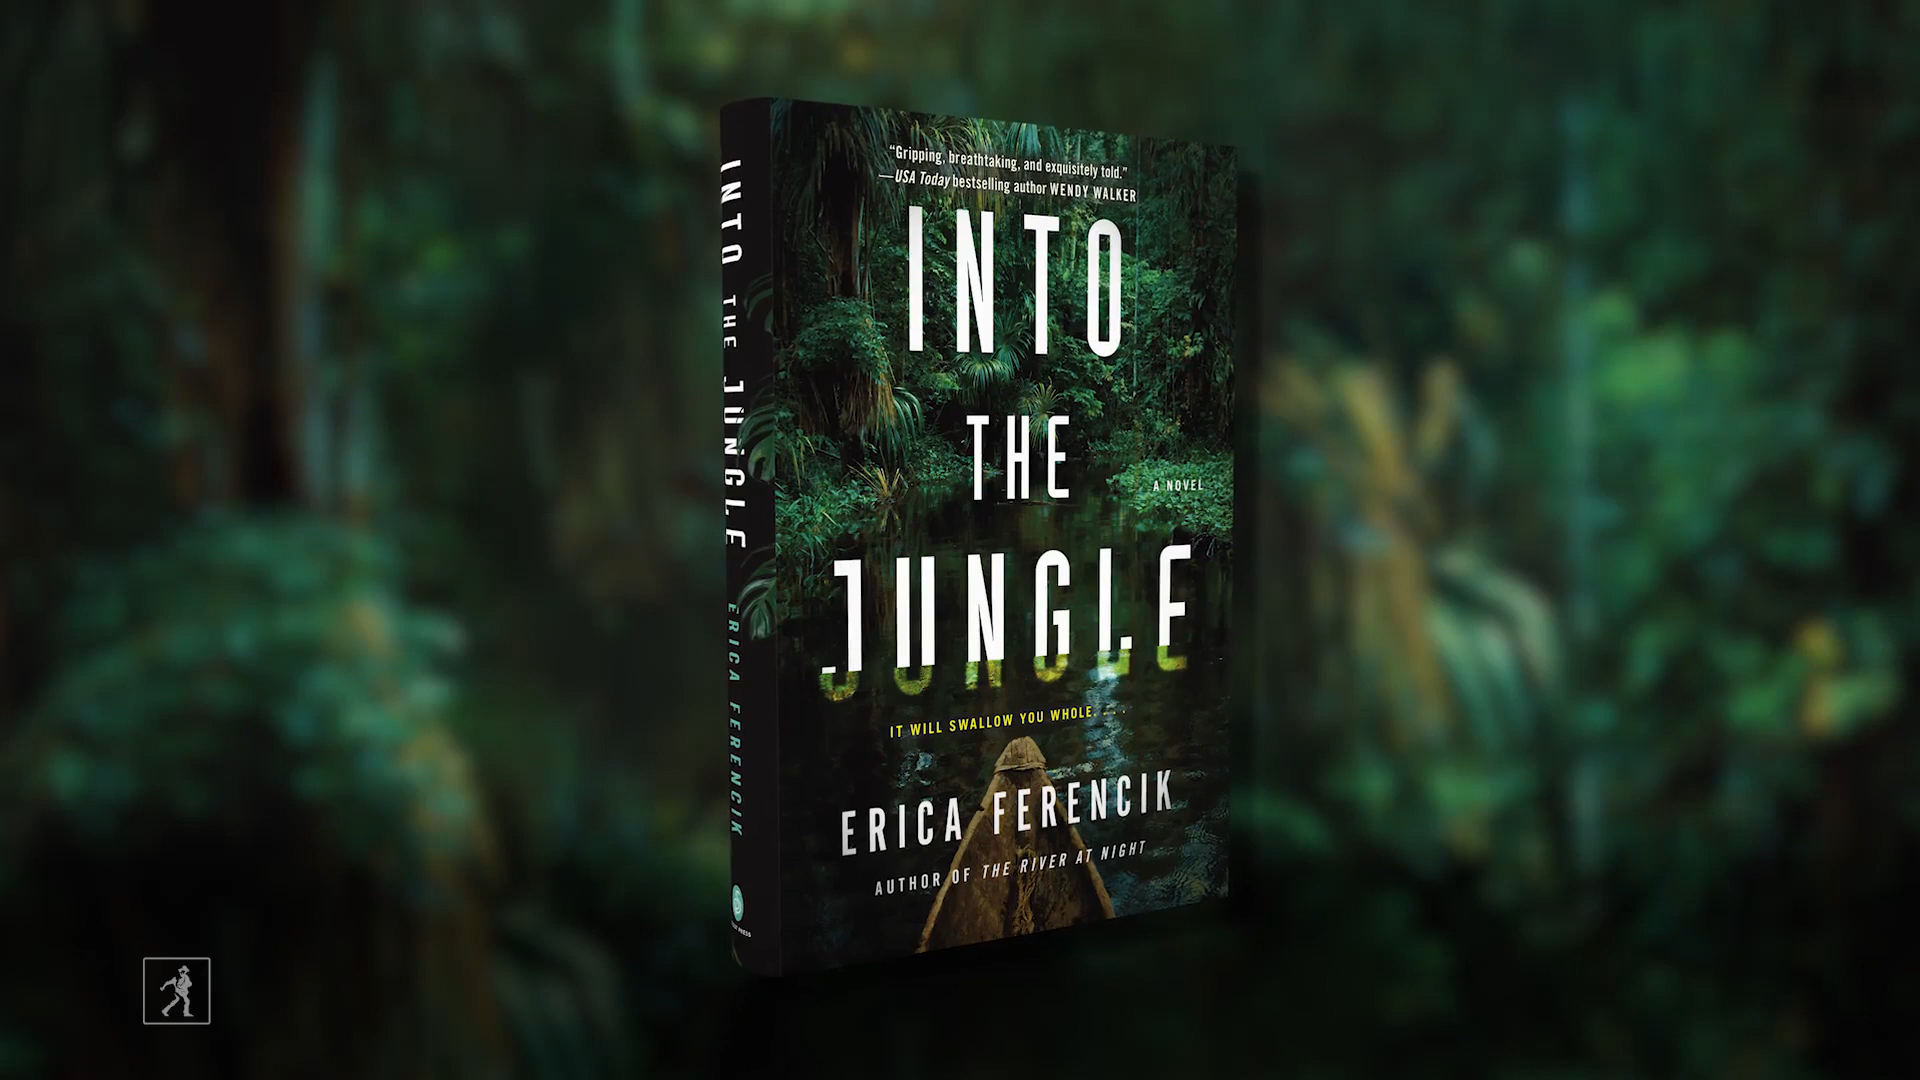 “Gripping, breathtaking, and exquisitely told.”
—USA Today bestselling author WENDY WALKER
INTO
THE
A NOVEL
JUNGLE
IT WILL SWALLOW YOU WHOLE. . . .
ERICA FERENCIK
AUTHOR OF THE RIVER AT NIGHT
INTO THE JUNGLE
ERICA FERENCIK
PRESS